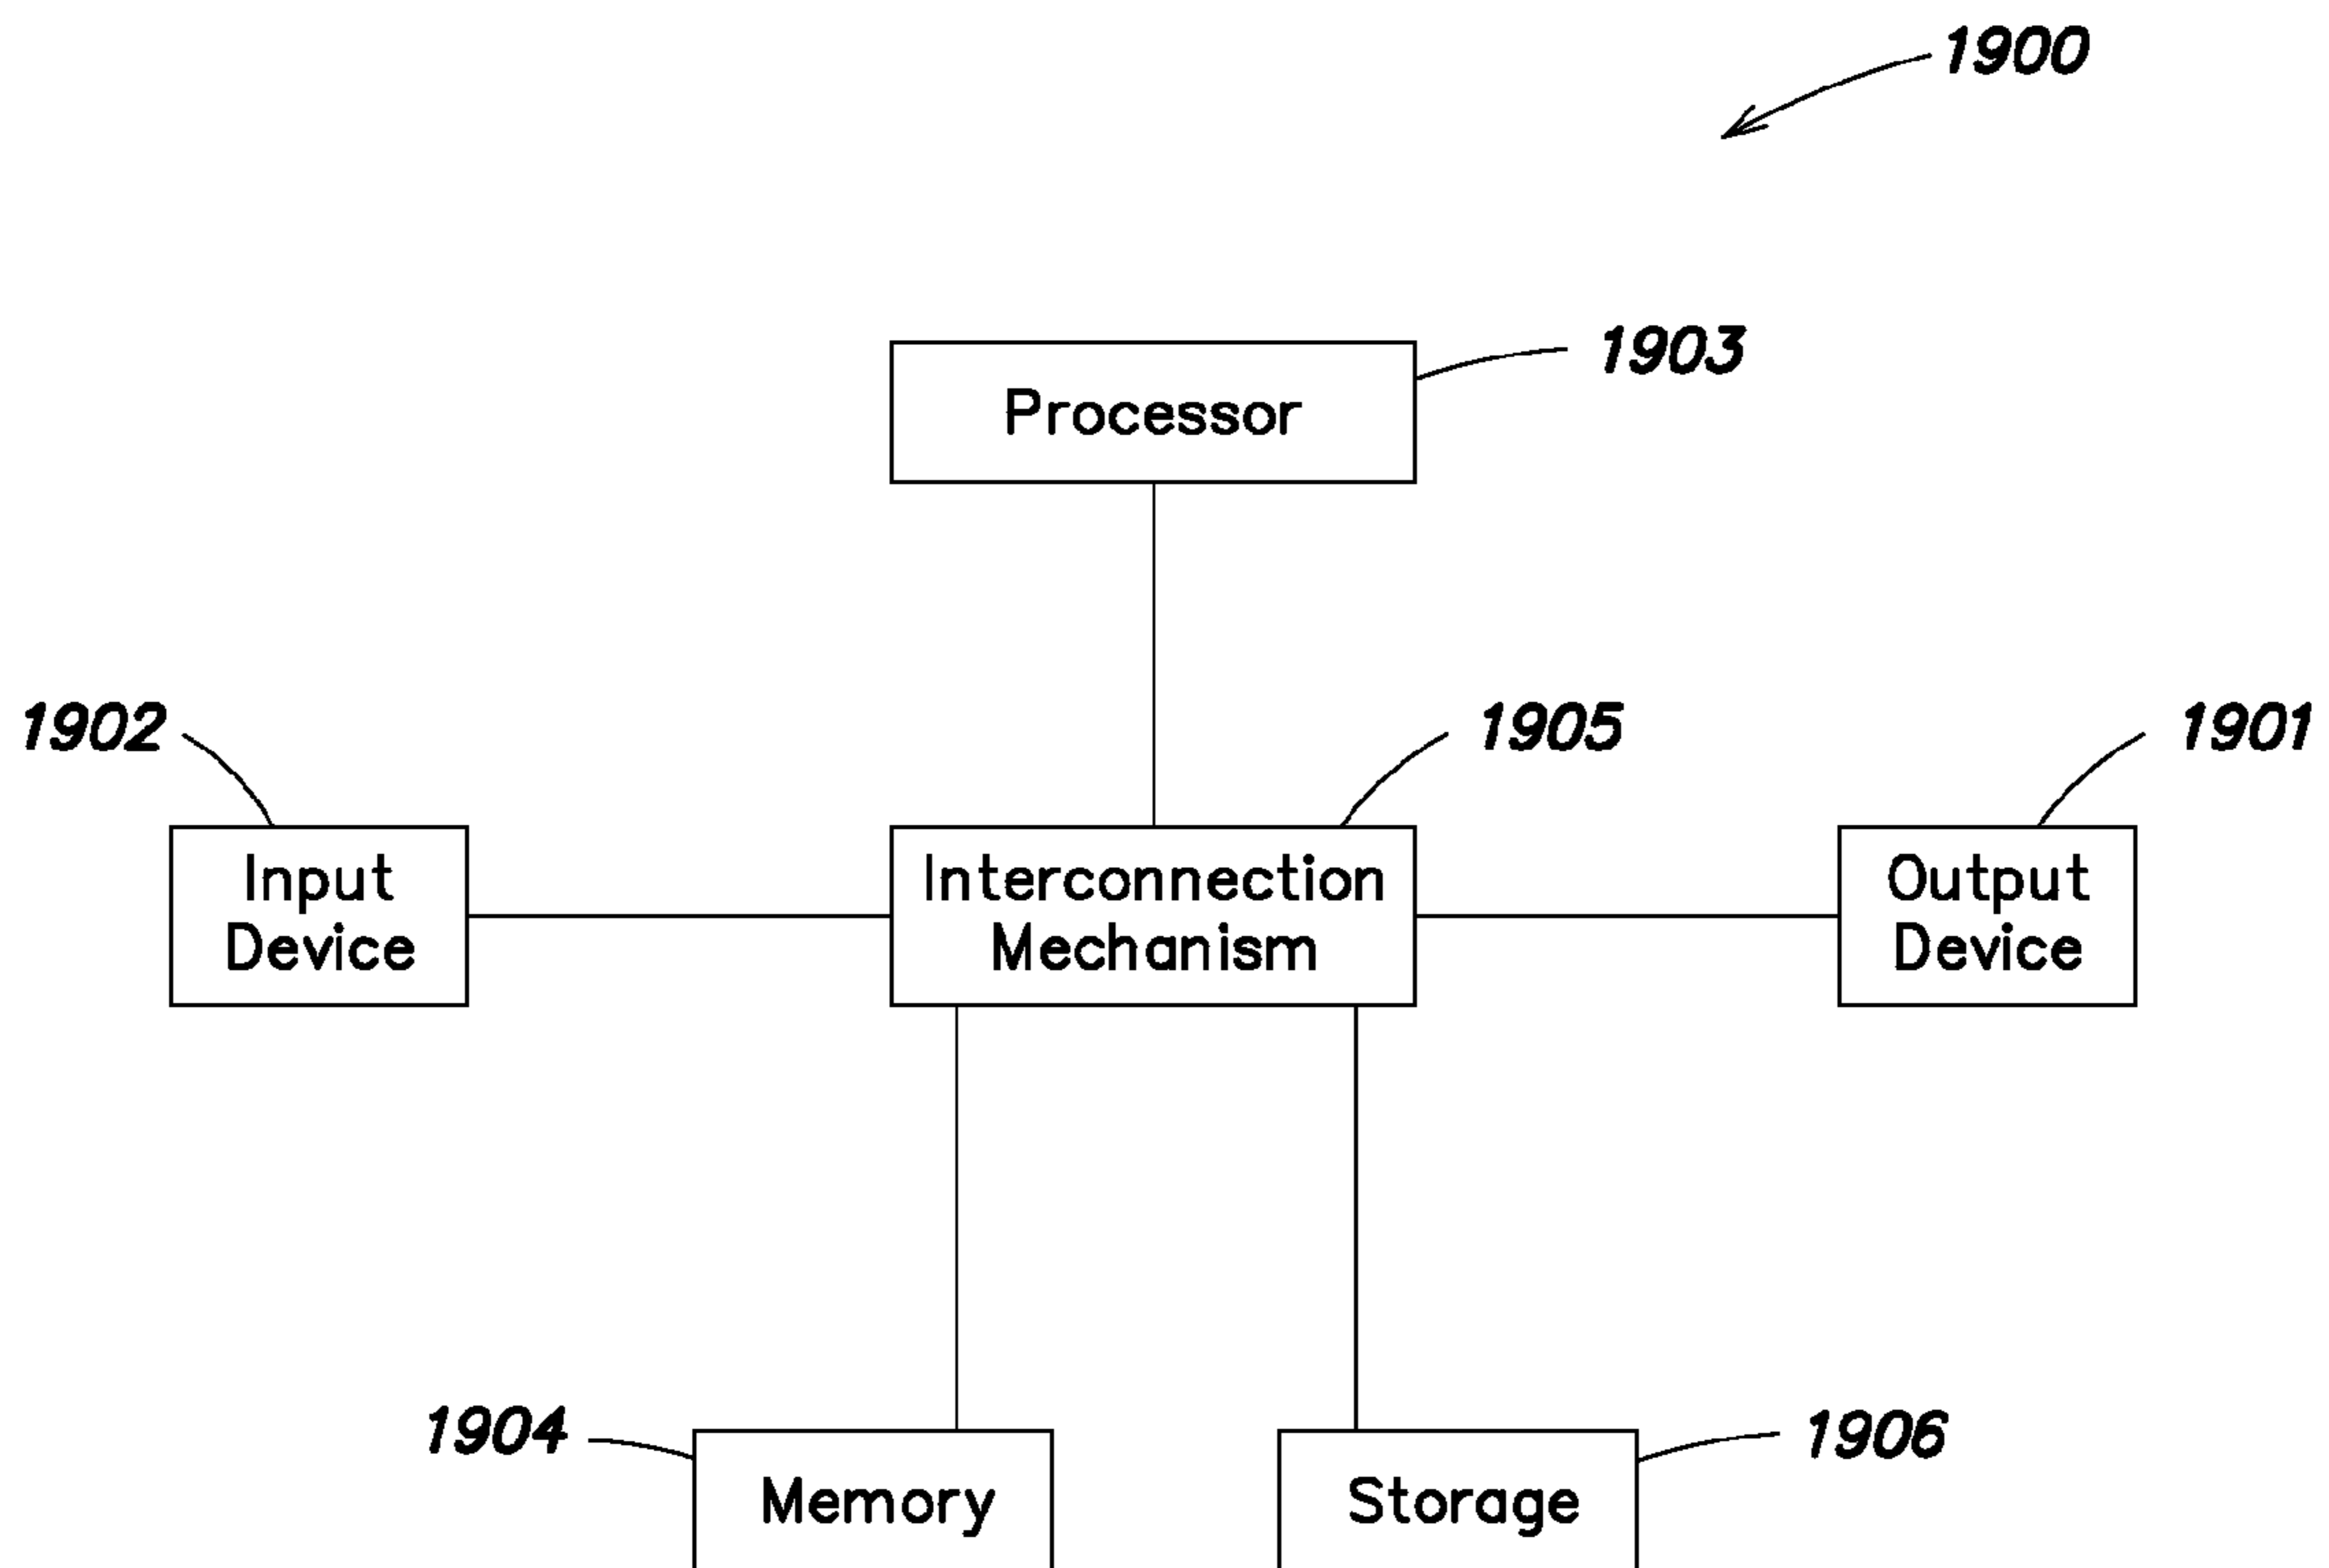 1900
Processor
1903
1902
1905
1901
Input
Device
Interconnection
Mechanism
Output
Device
1904
Memory
Storage
1906